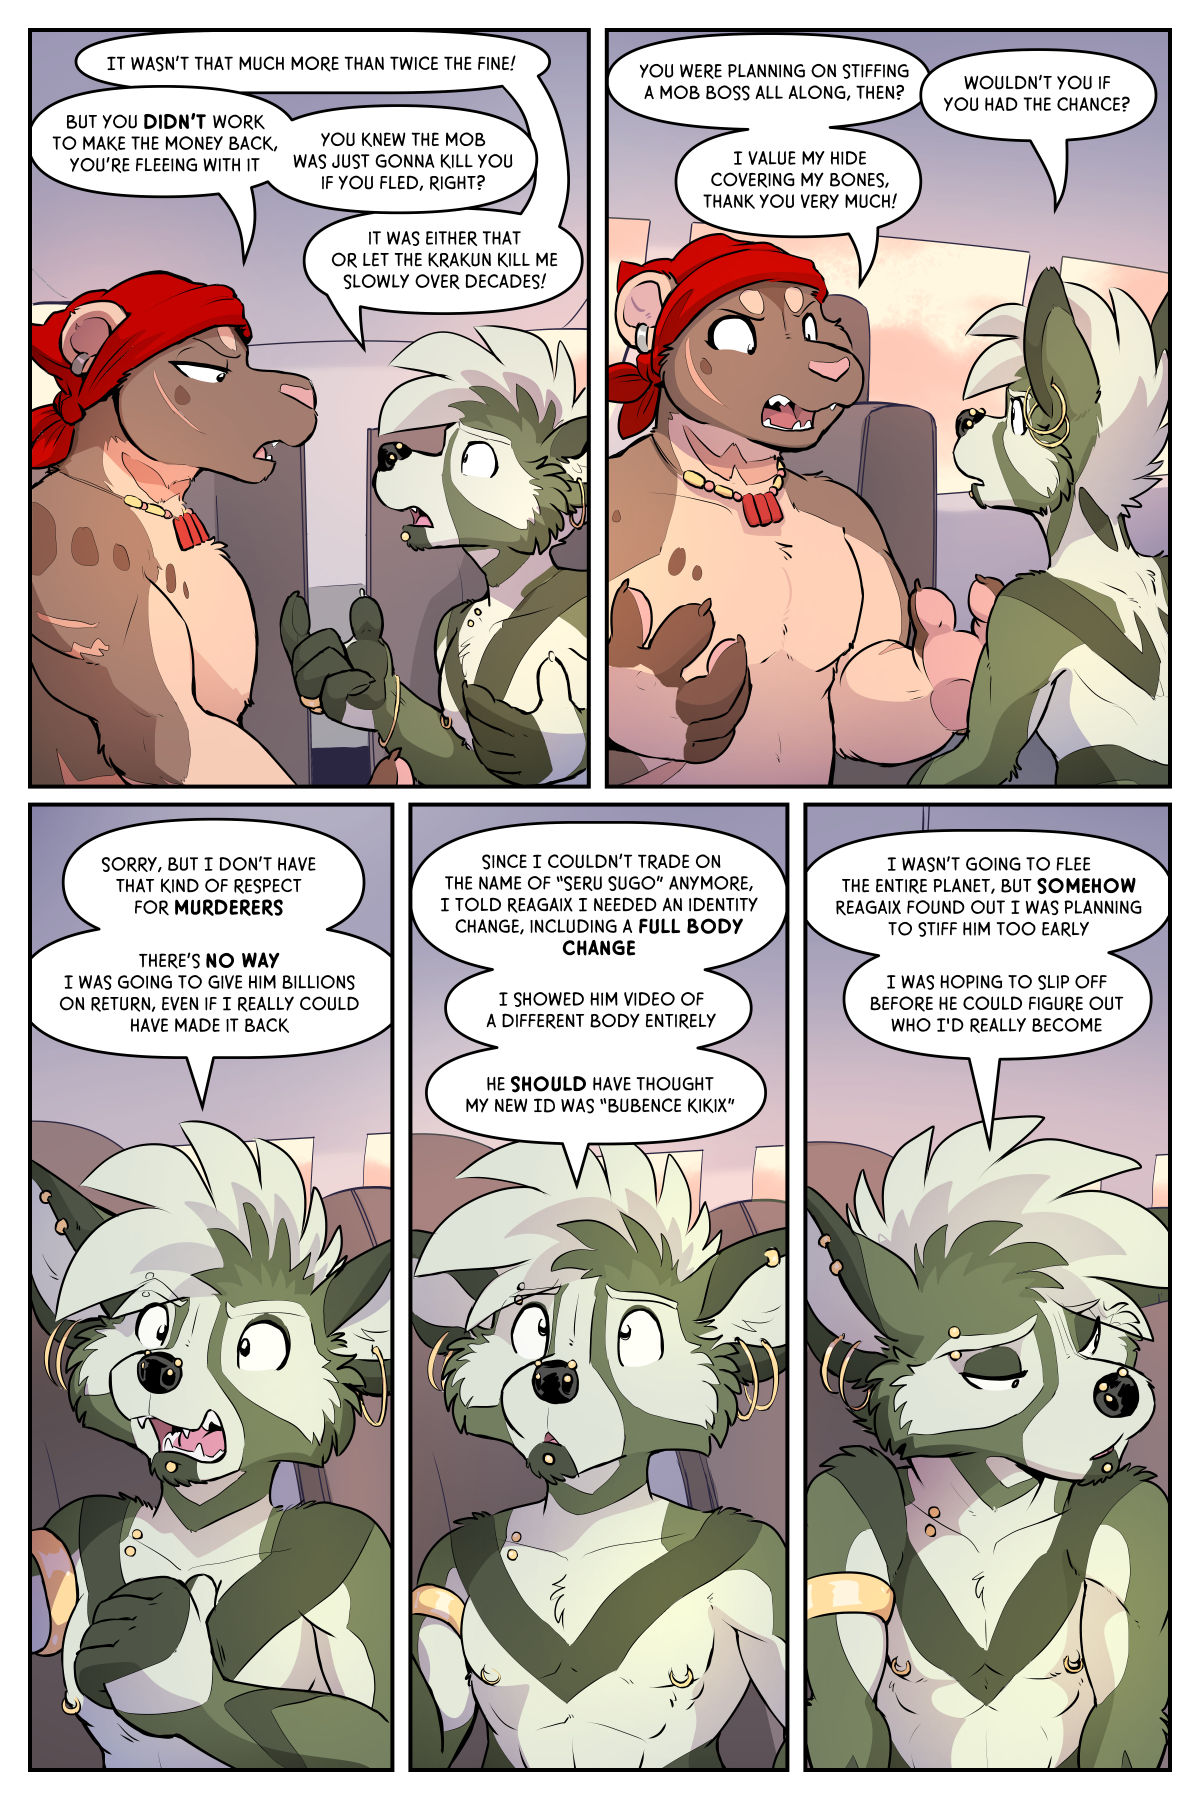 IT WASN'T THAT MUCH MORE THAN TWICE THE FINE!
BUT YOU DIDN'T WORK
TO MAKE THE MONEY BACK,
YOU'RE FLEEING WITH IT
YOU KNEW THE MOB
WAS JUST GONNA KILL YOU
IF YOU FLED, RIGHT?
IT WAS EITHER THAT
OR LET THE KRAKUN KILL ME
SLOWLY OVER DECADES!
YOU WERE PLANNING ON STIFFING
A MOB BOSS ALL ALONG, THEN?
I VALUE MY HIDE
COVERING MY BONES,
THANK YOU VERY MUCH!
WOULDN'T YOU IF
YOU HAD THE CHANCE?
SORRY, BUT I DON'T HAVE
THAT KIND OF RESPECT
FOR MURDERERS
THERE'S NO WAY
I WAS GOING TO GIVE HIM BILLIONS
ON RETURN, EVEN IF I REALLY COULD
HAVE MADE IT BACK
SINCE I COULDN'T TRADE ON
THE NAME OF "SERU SUGO" ANYMORE,
I TOLD REAGAIX I NEEDED AN IDENTITY
CHANGE, INCLUDING A FULL BODY
CHANGE
I SHOWED HIM VIDEO OF
A DIFFERENT BODY ENTIRELY
HE SHOULD HAVE THOUGHT
MY NEW ID WAS "BUBENCE KIKIX"
I WASN'T GOING TO FLEE
THE ENTIRE PLANET, BUT SOMEHOW
REAGAIX FOUND OUT I WAS PLANNING
TO STIFF HIM TOO EARLY
I WAS HOPING TO SLIP OFF
BEFORE HE COULD FIGURE OUT
WHO I'D REALLY BECOME